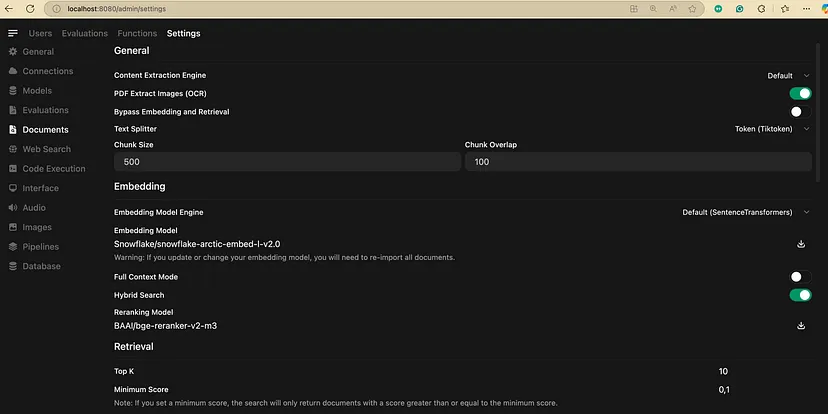 localhost:8080/admin/settings
Users Evaluations Functions Settings
General
Connections
Models
Evaluations
Documents
Web Search
Code Execution
Interface
Audio
Images
Pipelines
Database
General
Content Extraction Engine Default
PDF Extract Images (OCR)
Bypass Embedding and Retrieval
Text Splitter Token (Tiktoken)
Chunk Size Chunk Overlap
500 100
Embedding
Embedding Model Engine Default (SentenceTransformers)
Embedding Model
Snowflake/snowflake-arctic-embed-l-v2.0
Warning: If you update or change your embedding model, you will need to re-import all documents.
Full Context Mode
Hybrid Search
Reranking Model
BAAI/bge-reranker-v2-m3
Retrieval
Top K 10
Minimum Score 0,1
Note: If you set a minimum score, the search will only return documents with a score greater than or equal to the minimum score.